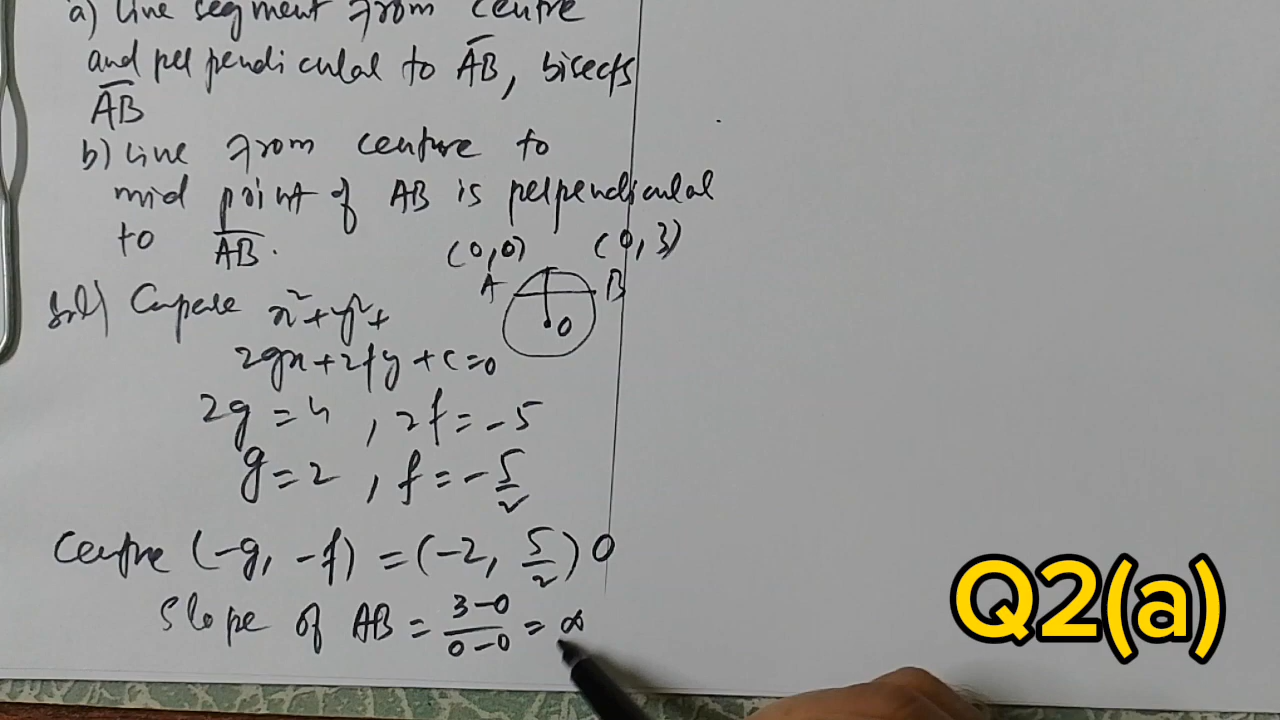 a) Line segment from centre
and perpendicular to AB, bisects
AB
b) Line from centre to
mid point of AB is perpendicular
to AB.
(0,0) (0,3)
A B
O
Sol) Compare x²+y²+
2gx+2fy+c=0
2g=4, 2f=-5
g=2, f=-5/2
Centre (-g, -f) = (-2, 5/2) O
Slope of AB = 3-0/0-0 = ∞
Q2(a)